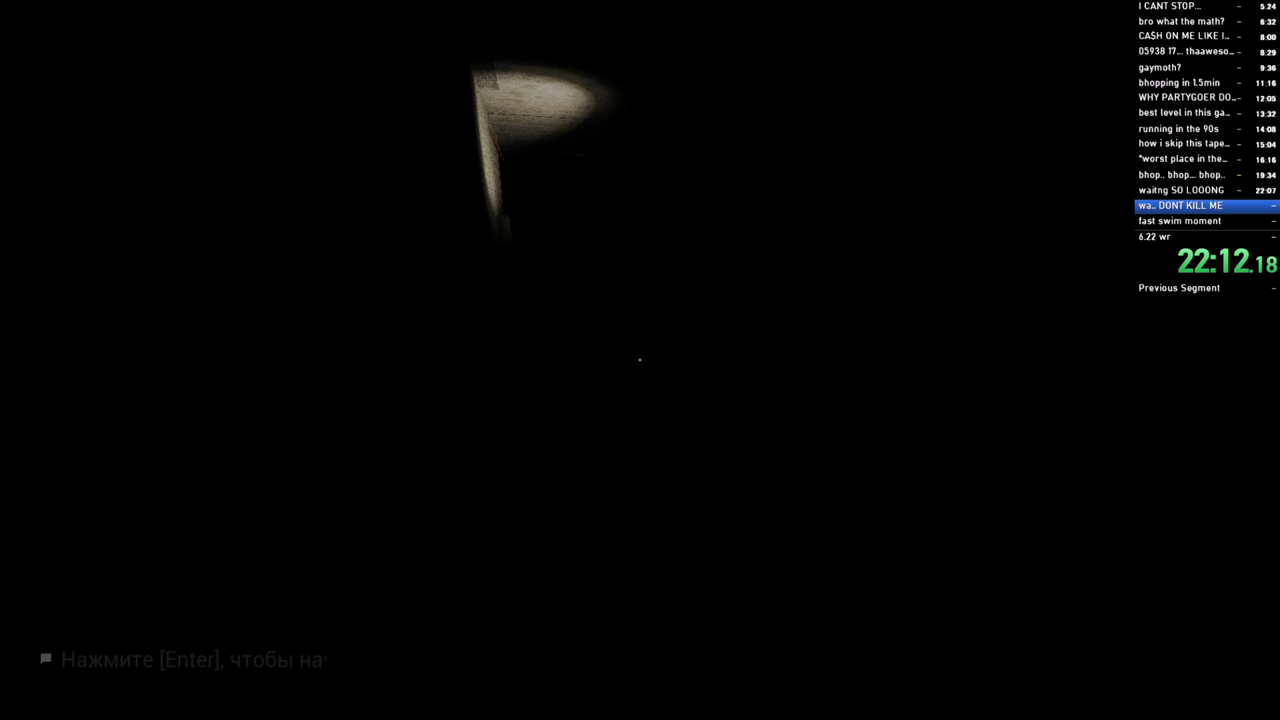 I CANT STOP... – 5:24
bro what the math? – 6:32
CA$H ON ME LIKE I... – 8:00
05938 17... thaaweso... – 8:29
gaymoth? – 9:36
bhopping in 1.5min – 11:16
WHY PARTYGOER DO... – 12:05
best level in this ga... – 13:32
running in the 90s – 14:08
how i skip this tape... – 15:04
"worst place in the... – 16:16
bhop.. bhop... bhop.. – 19:34
waitng SO LOOONG – 22:07
wa.. DONT KILL ME –
fast swim moment –
6.22 wr –
22:12.18
Previous Segment –
Нажмите [Enter], чтобы на